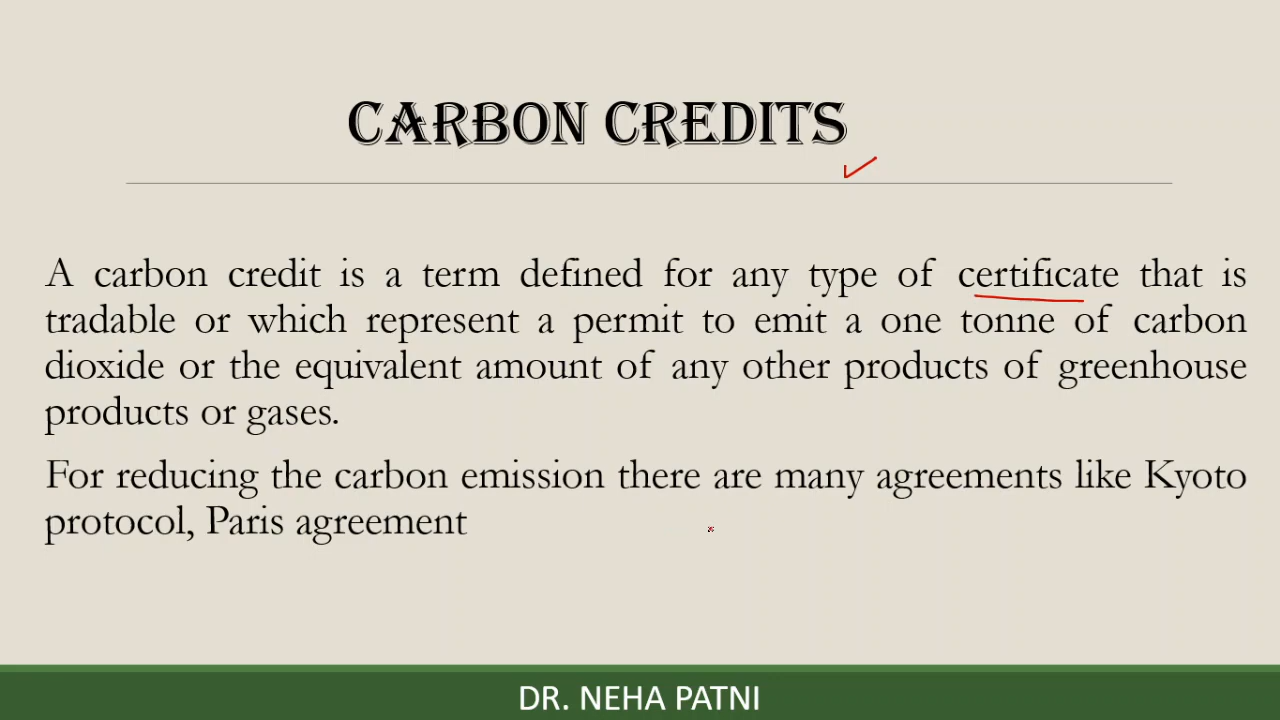 CARBON CREDITS
A carbon credit is a term defined for any type of certificate that is
tradable or which represent a permit to emit a one tonne of carbon
dioxide or the equivalent amount of any other products of greenhouse
products or gases.
For reducing the carbon emission there are many agreements like Kyoto
protocol, Paris agreement
DR. NEHA PATNI